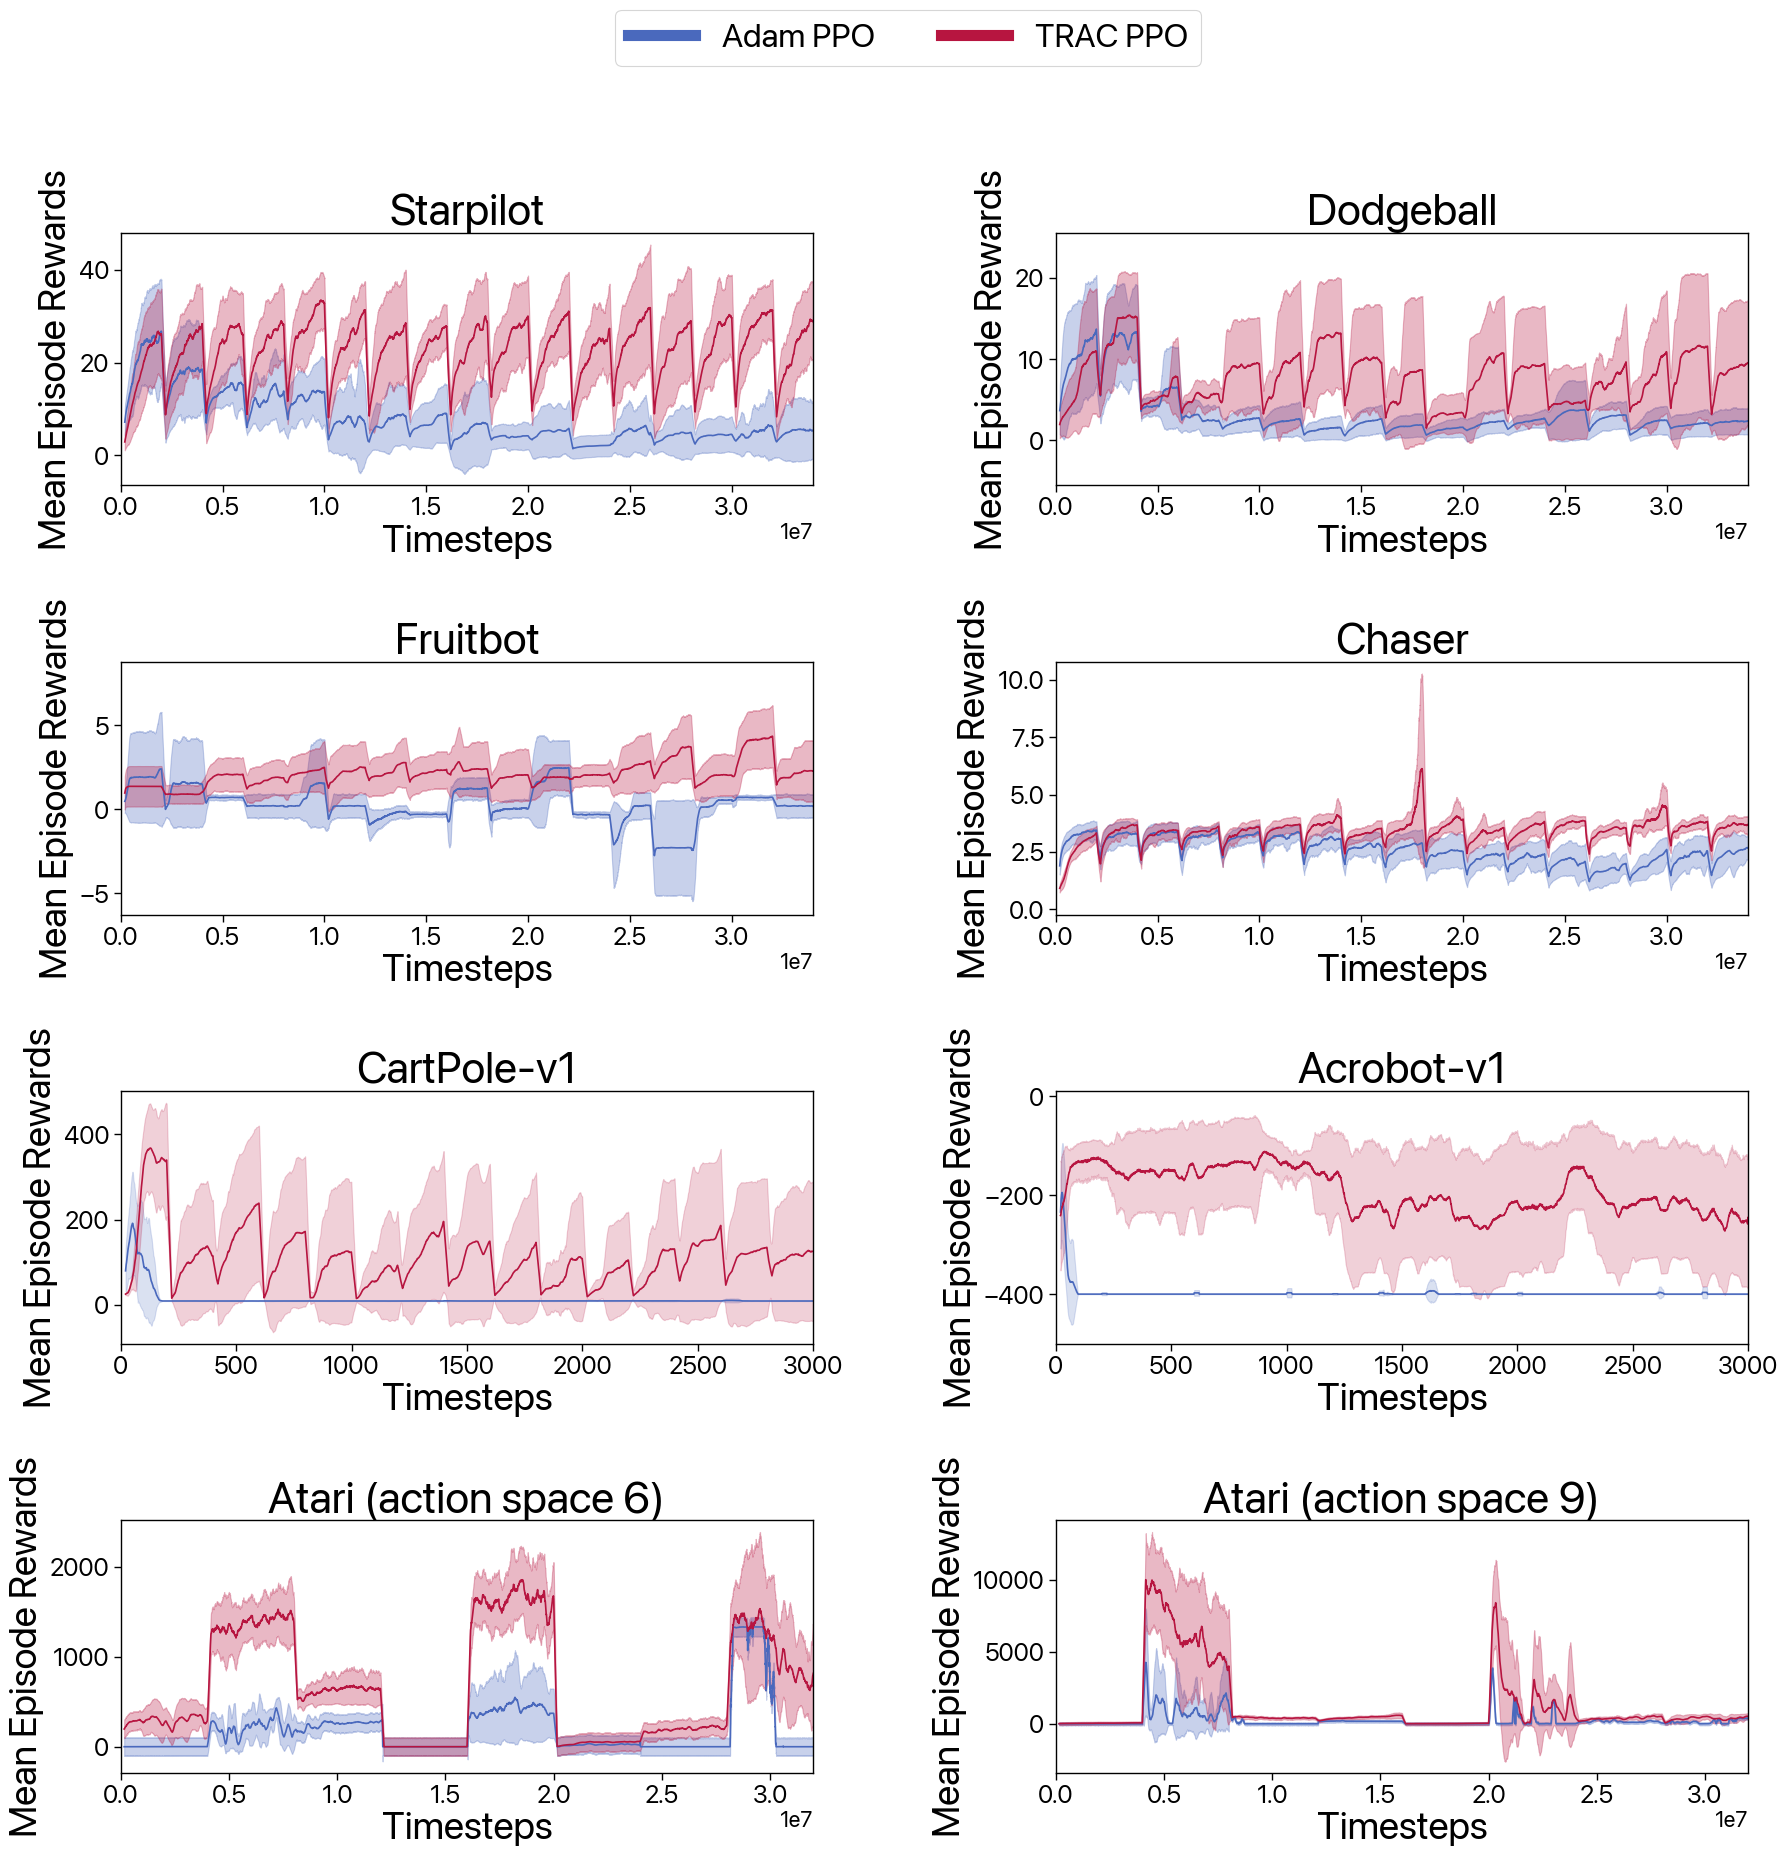 Adam PPO TRAC PPO
Starpilot
Mean Episode Rewards
40
20
0
0.0 0.5 1.0 1.5 2.0 2.5 3.0
1e7
Timesteps
Dodgeball
Mean Episode Rewards
20
10
0
0.0 0.5 1.0 1.5 2.0 2.5 3.0
1e7
Timesteps
Fruitbot
Mean Episode Rewards
5
0
−5
0.0 0.5 1.0 1.5 2.0 2.5 3.0
1e7
Timesteps
Chaser
Mean Episode Rewards
10.0
7.5
5.0
2.5
0.0
0.0 0.5 1.0 1.5 2.0 2.5 3.0
1e7
Timesteps
CartPole-v1
Mean Episode Rewards
400
200
0
0 500 1000 1500 2000 2500 3000
Timesteps
Acrobot-v1
Mean Episode Rewards
0
−200
−400
0 500 1000 1500 2000 2500 3000
Timesteps
Atari (action space 6)
Mean Episode Rewards
2000
1000
0
0.0 0.5 1.0 1.5 2.0 2.5 3.0
1e7
Timesteps
Atari (action space 9)
Mean Episode Rewards
10000
5000
0
0.0 0.5 1.0 1.5 2.0 2.5 3.0
1e7
Timesteps